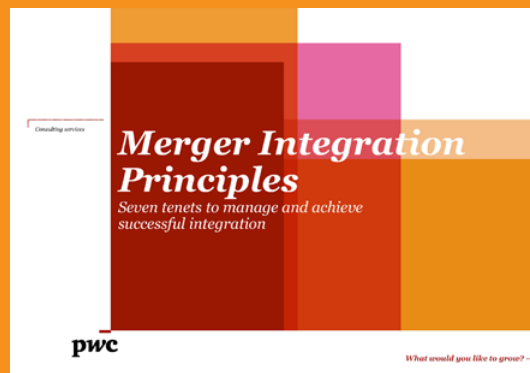 Consulting services
Merger Integration
Principles
Seven tenets to manage and achieve
successful integration
pwc
What would you like to grow? ~